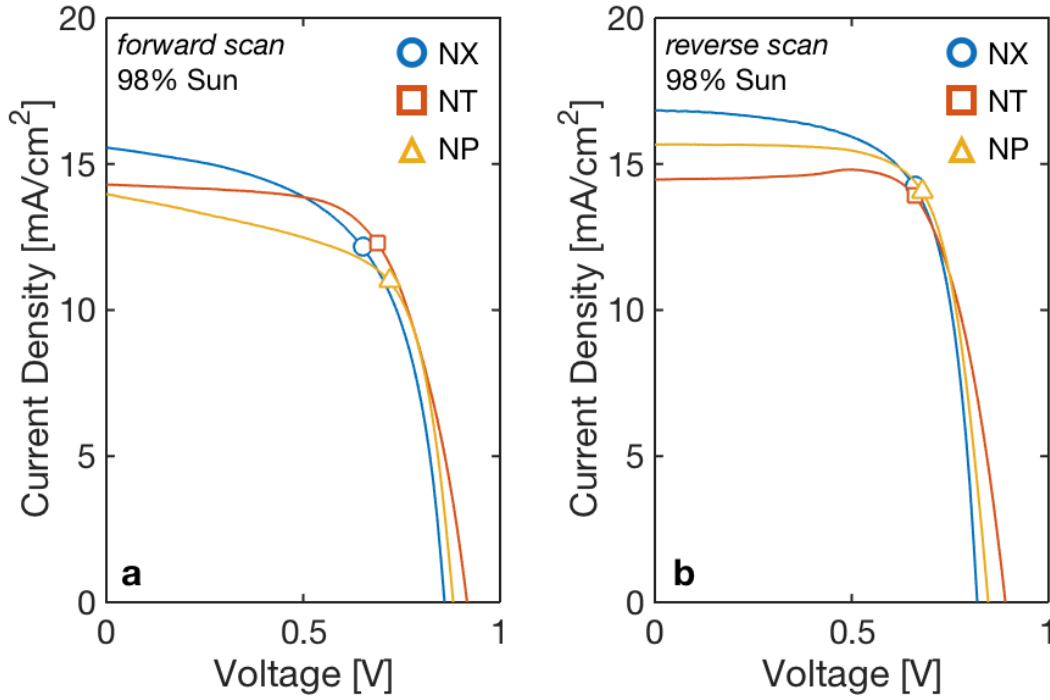 forward scan
98% Sun
NX
NT
NP
20
15
10
5
0
0
0.5
1
Current Density [mA/cm²]
Voltage [V]
a
reverse scan
98% Sun
NX
NT
NP
20
15
10
5
0
0
0.5
1
Current Density [mA/cm²]
Voltage [V]
b